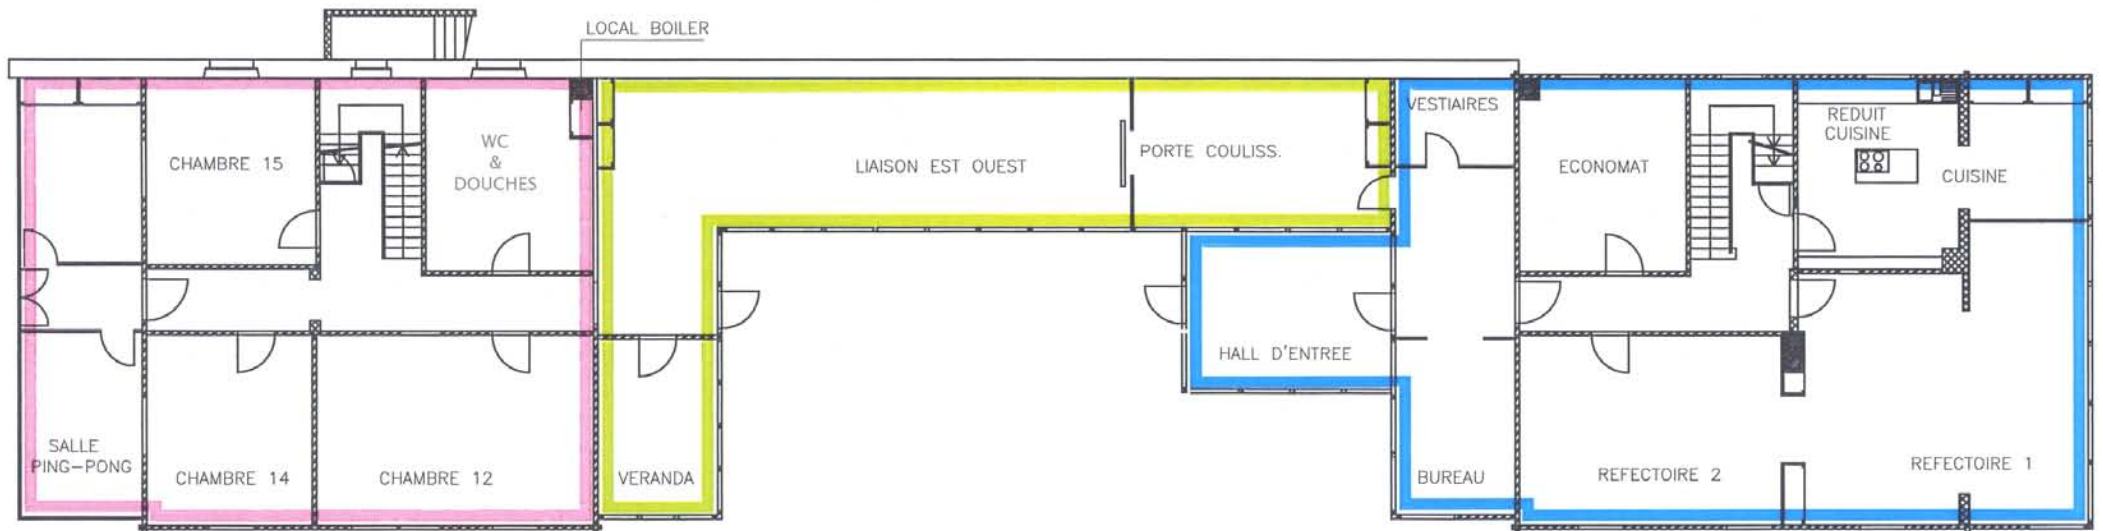 LOCAL BOILER
VESTIAIRES
REDUIT
CUISINE
WC
&
DOUCHES
CHAMBRE 15
LIAISON EST OUEST
PORTE COULISS.
ECONOMAT
CUISINE
HALL D'ENTREE
SALLE
PING-PONG
CHAMBRE 14
CHAMBRE 12
VERANDA
BUREAU
REFECTOIRE 2
REFECTOIRE 1